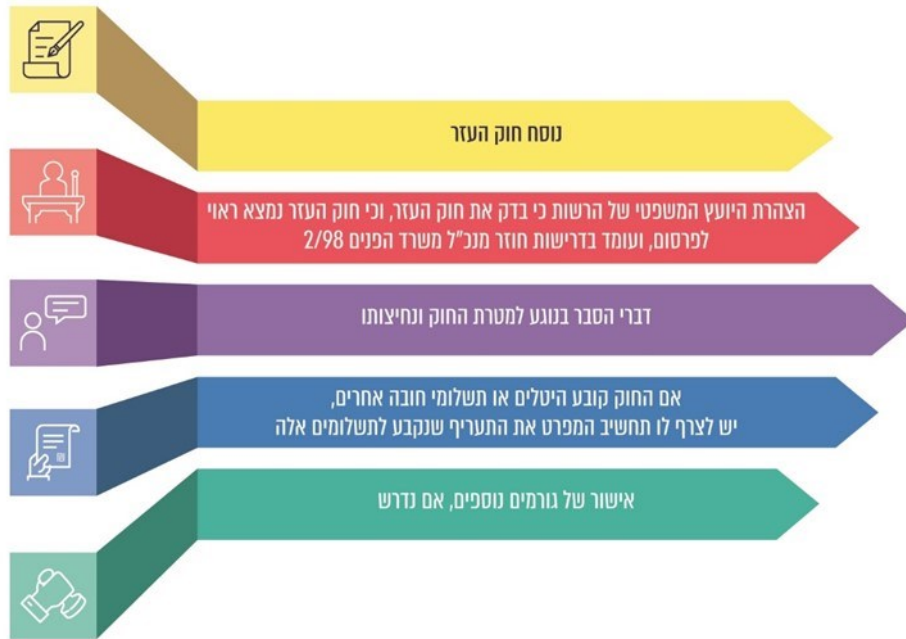 נוסח חוק העזר
הצהרת היועץ המשפטי של הרשות כי בדק את חוק העזר, וכי חוק העזר נמצא ראוי
לפרסום, ועומד בדרישות חוזר מנכ"ל משרד הפנים 2/98
דברי הסבר בנוגע למטרת החוק ונחיצותו
אם החוק קובע היטלים או תשלומי חובה אחרים,
יש לצרף לו תחשיב המפרט את התעריף שנקבע לתשלומים אלה
אישור של גורמים נוספים, אם נדרש